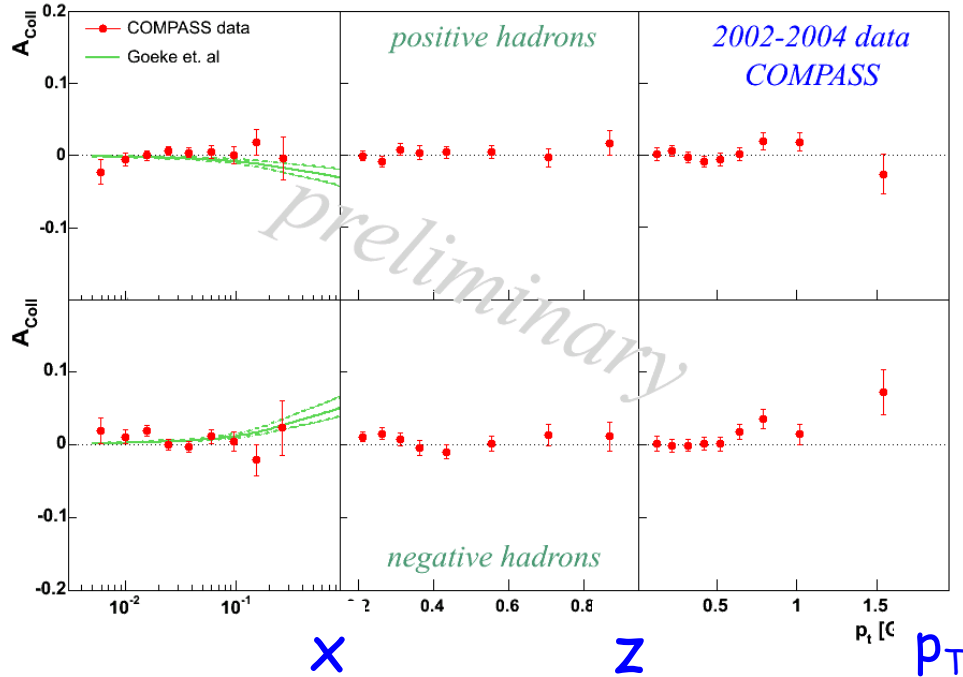 0.2
COMPASS data
Goeke et. al
positive hadrons
2002-2004 data
COMPASS
A_Coll
0.1
0
-0.1
preliminary
A_Coll
0.1
0
-0.1
negative hadrons
-0.2
10⁻² 10⁻¹ 0.4 0.6 0.8 0.5 1 1.5
p_t [G
x z p_T